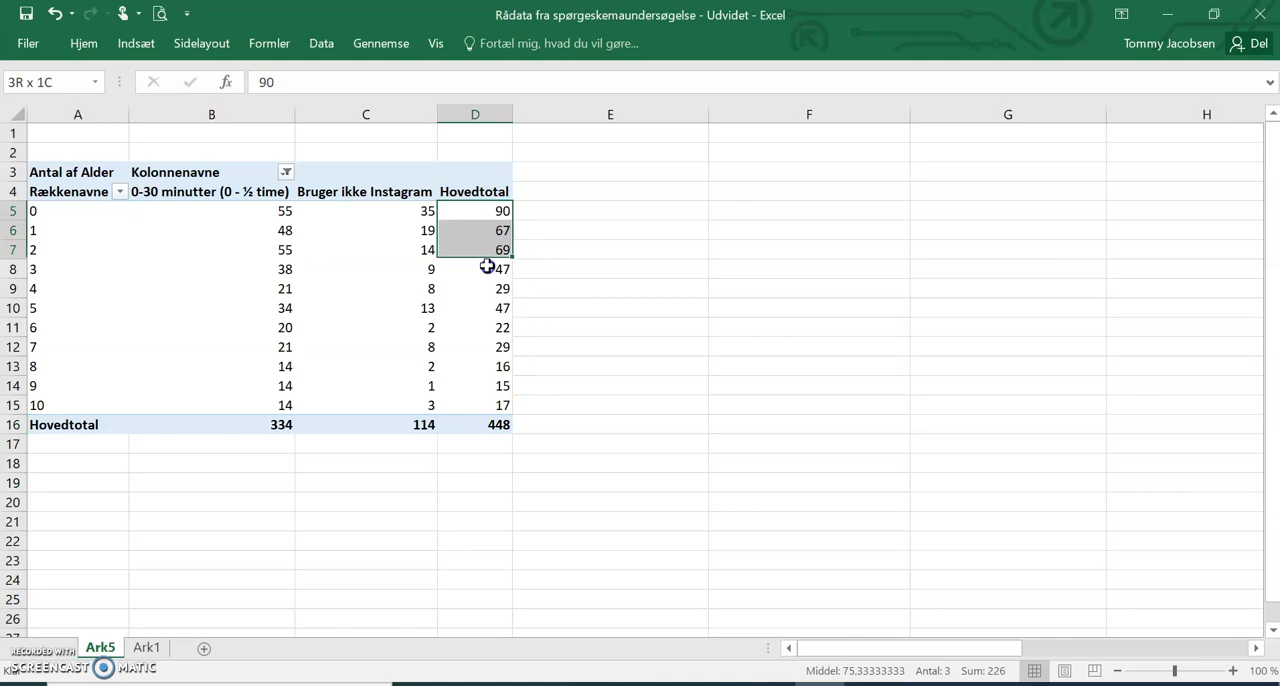 Rådata fra spørgeskemaundersøgelse - Udvidet - Excel
Filer Hjem Indsæt Sidelayout Formler Data Gennemse Vis Fortæl mig, hvad du vil gøre... Tommy Jacobsen Del
3R x 1C fx 90
A B C D E F G H
1
2
3 Antal af Alder Kolonnenavne
4 Rækkenavne 0-30 minutter (0 - ½ time) Bruger ikke Instagram Hovedtotal
5 0 55 35 90
6 1 48 19 67
7 2 55 14 69
8 3 38 9 47
9 4 21 8 29
10 5 34 13 47
11 6 20 2 22
12 7 21 8 29
13 8 14 2 16
14 9 14 1 15
15 10 14 3 17
16 Hovedtotal 334 114 448
17
18
19
20
21
22
23
24
25
26
27
Ark5 Ark1
RECORDED WITH
SCREENCAST MATIC
Middel: 75,33333333 Antal: 3 Sum: 226 100 %